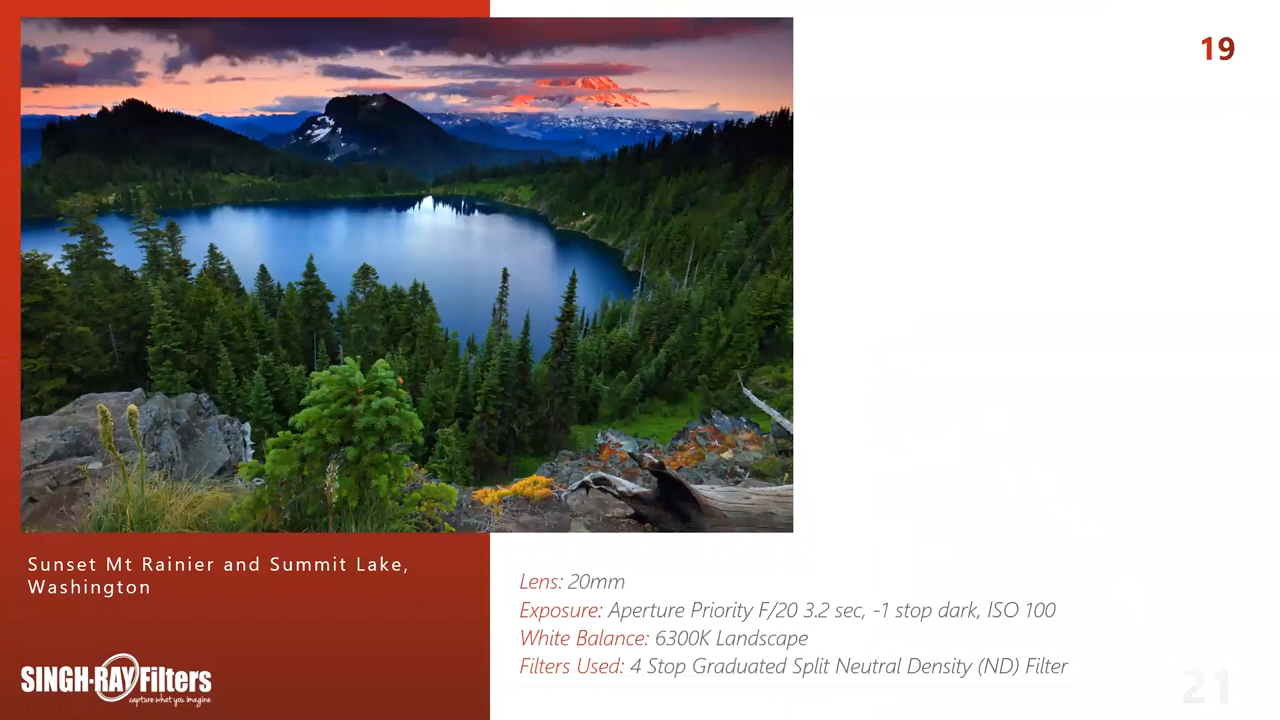 19
Sunset Mt Rainier and Summit Lake,
Washington
Lens: 20mm
Exposure: Aperture Priority F/20 3.2 sec, -1 stop dark, ISO 100
White Balance: 6300K Landscape
Filters Used: 4 Stop Graduated Split Neutral Density (ND) Filter
SINGH-RAY Filters
capture what you imagine
21